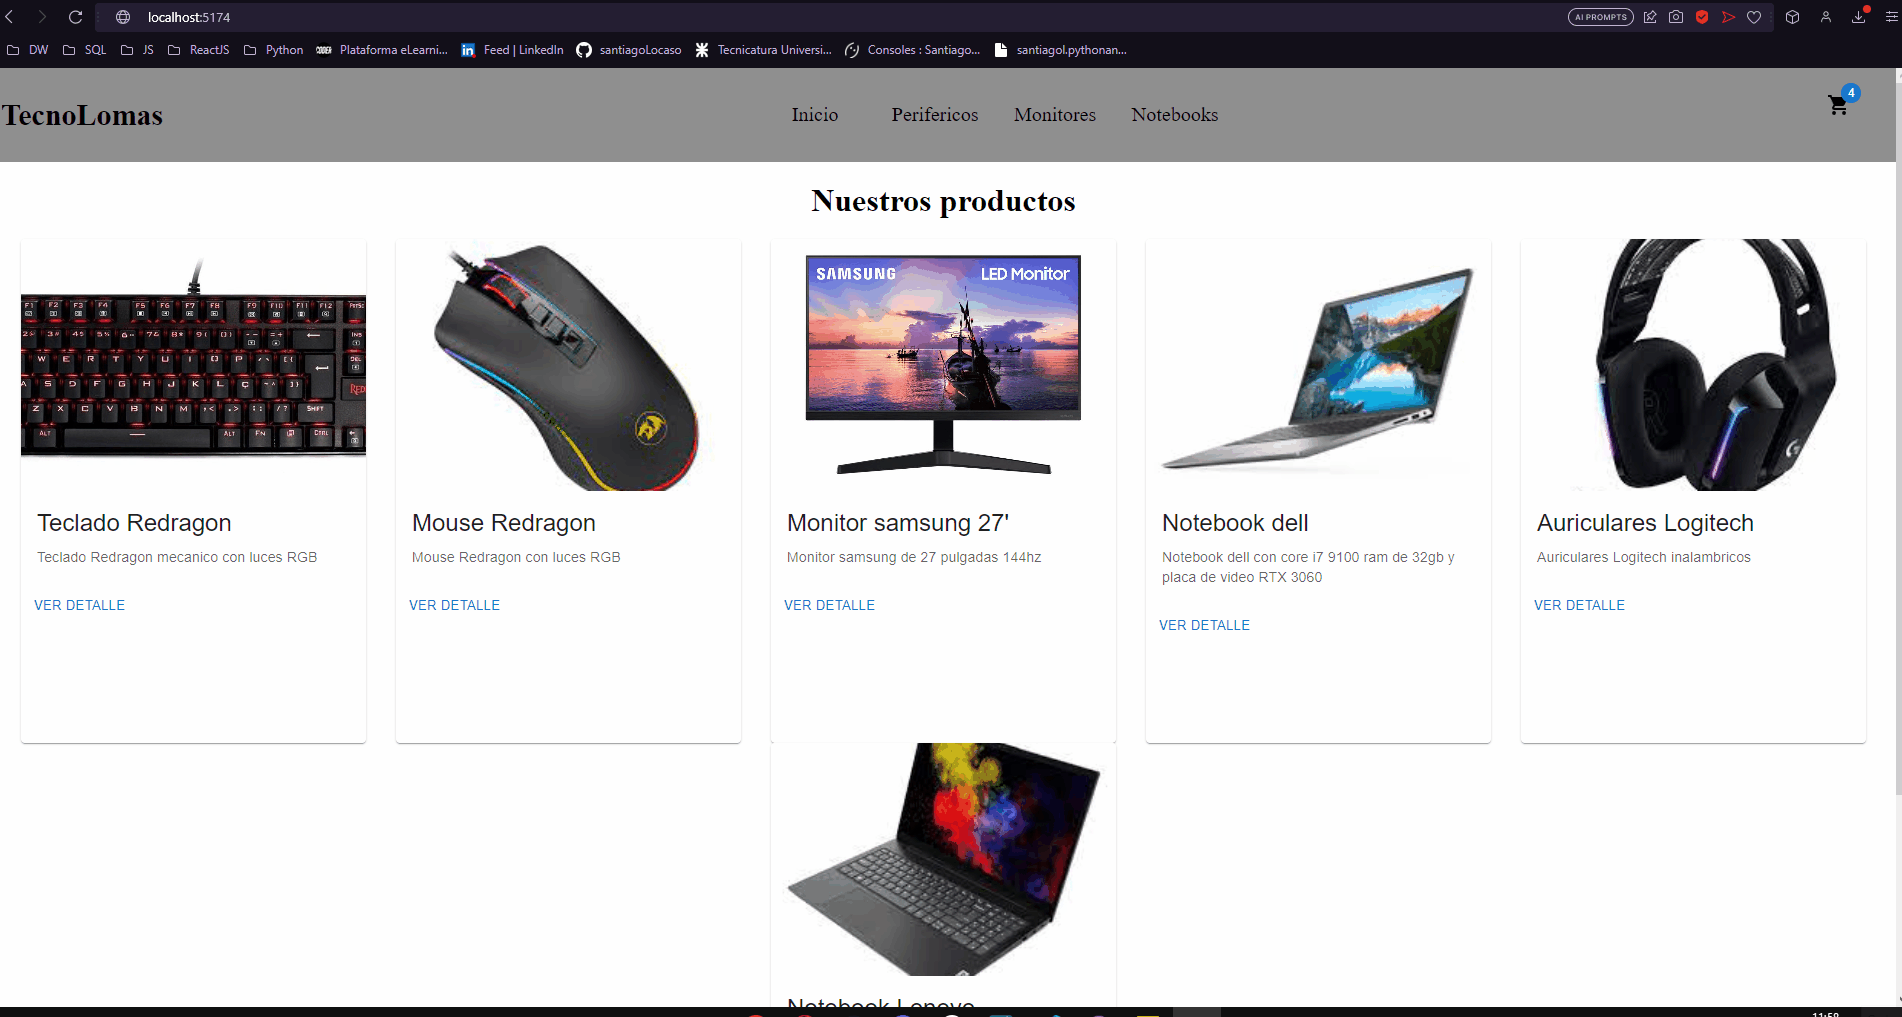 localhost:5174
AI PROMPTS
DW SQL JS ReactJS Python Plataforma eLearni... Feed | LinkedIn santiagoLocaso Tecnicatura Universi... Consoles : Santiago... santiagol.pythonan...
TecnoLomas
Inicio Perifericos Monitores Notebooks
4
Nuestros productos
SAMSUNG LED Monitor
Teclado Redragon
Teclado Redragon mecanico con luces RGB
VER DETALLE
Mouse Redragon
Mouse Redragon con luces RGB
VER DETALLE
Monitor samsung 27'
Monitor samsung de 27 pulgadas 144hz
VER DETALLE
Notebook dell
Notebook dell con core i7 9100 ram de 32gb y
placa de video RTX 3060
VER DETALLE
Auriculares Logitech
Auriculares Logitech inalambricos
VER DETALLE
Notebook Lenovo